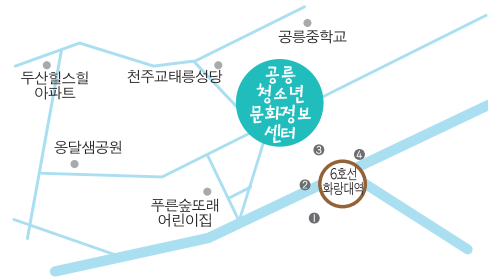 공릉중학교
두산힐스힐
아파트
천주교태릉성당
공릉
청소년
문화정보
센터
옹달샘공원
3
4
6호선
화랑대역
2
1
푸른숲또래
어린이집